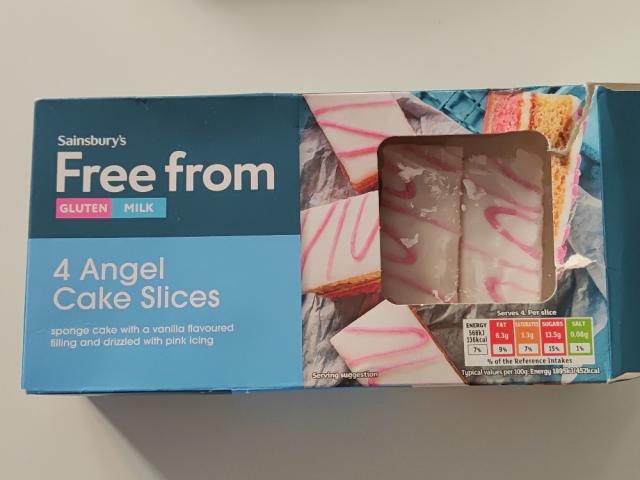 Sainsbury's
Free from
GLUTEN MILK
4 Angel
Cake Slices
sponge cake with a vanilla flavoured
filling and drizzled with pink icing
Serving suggestion
Serves 4. Per slice
ENERGY FAT SATURATES SUGARS SALT
568kJ 6.3g 1.3g 13.5g 0.08g
136kcal
7% 9% 7% 15% 1%
% of the Reference Intakes
Typical values per 100g: Energy 1895kJ/452kcal